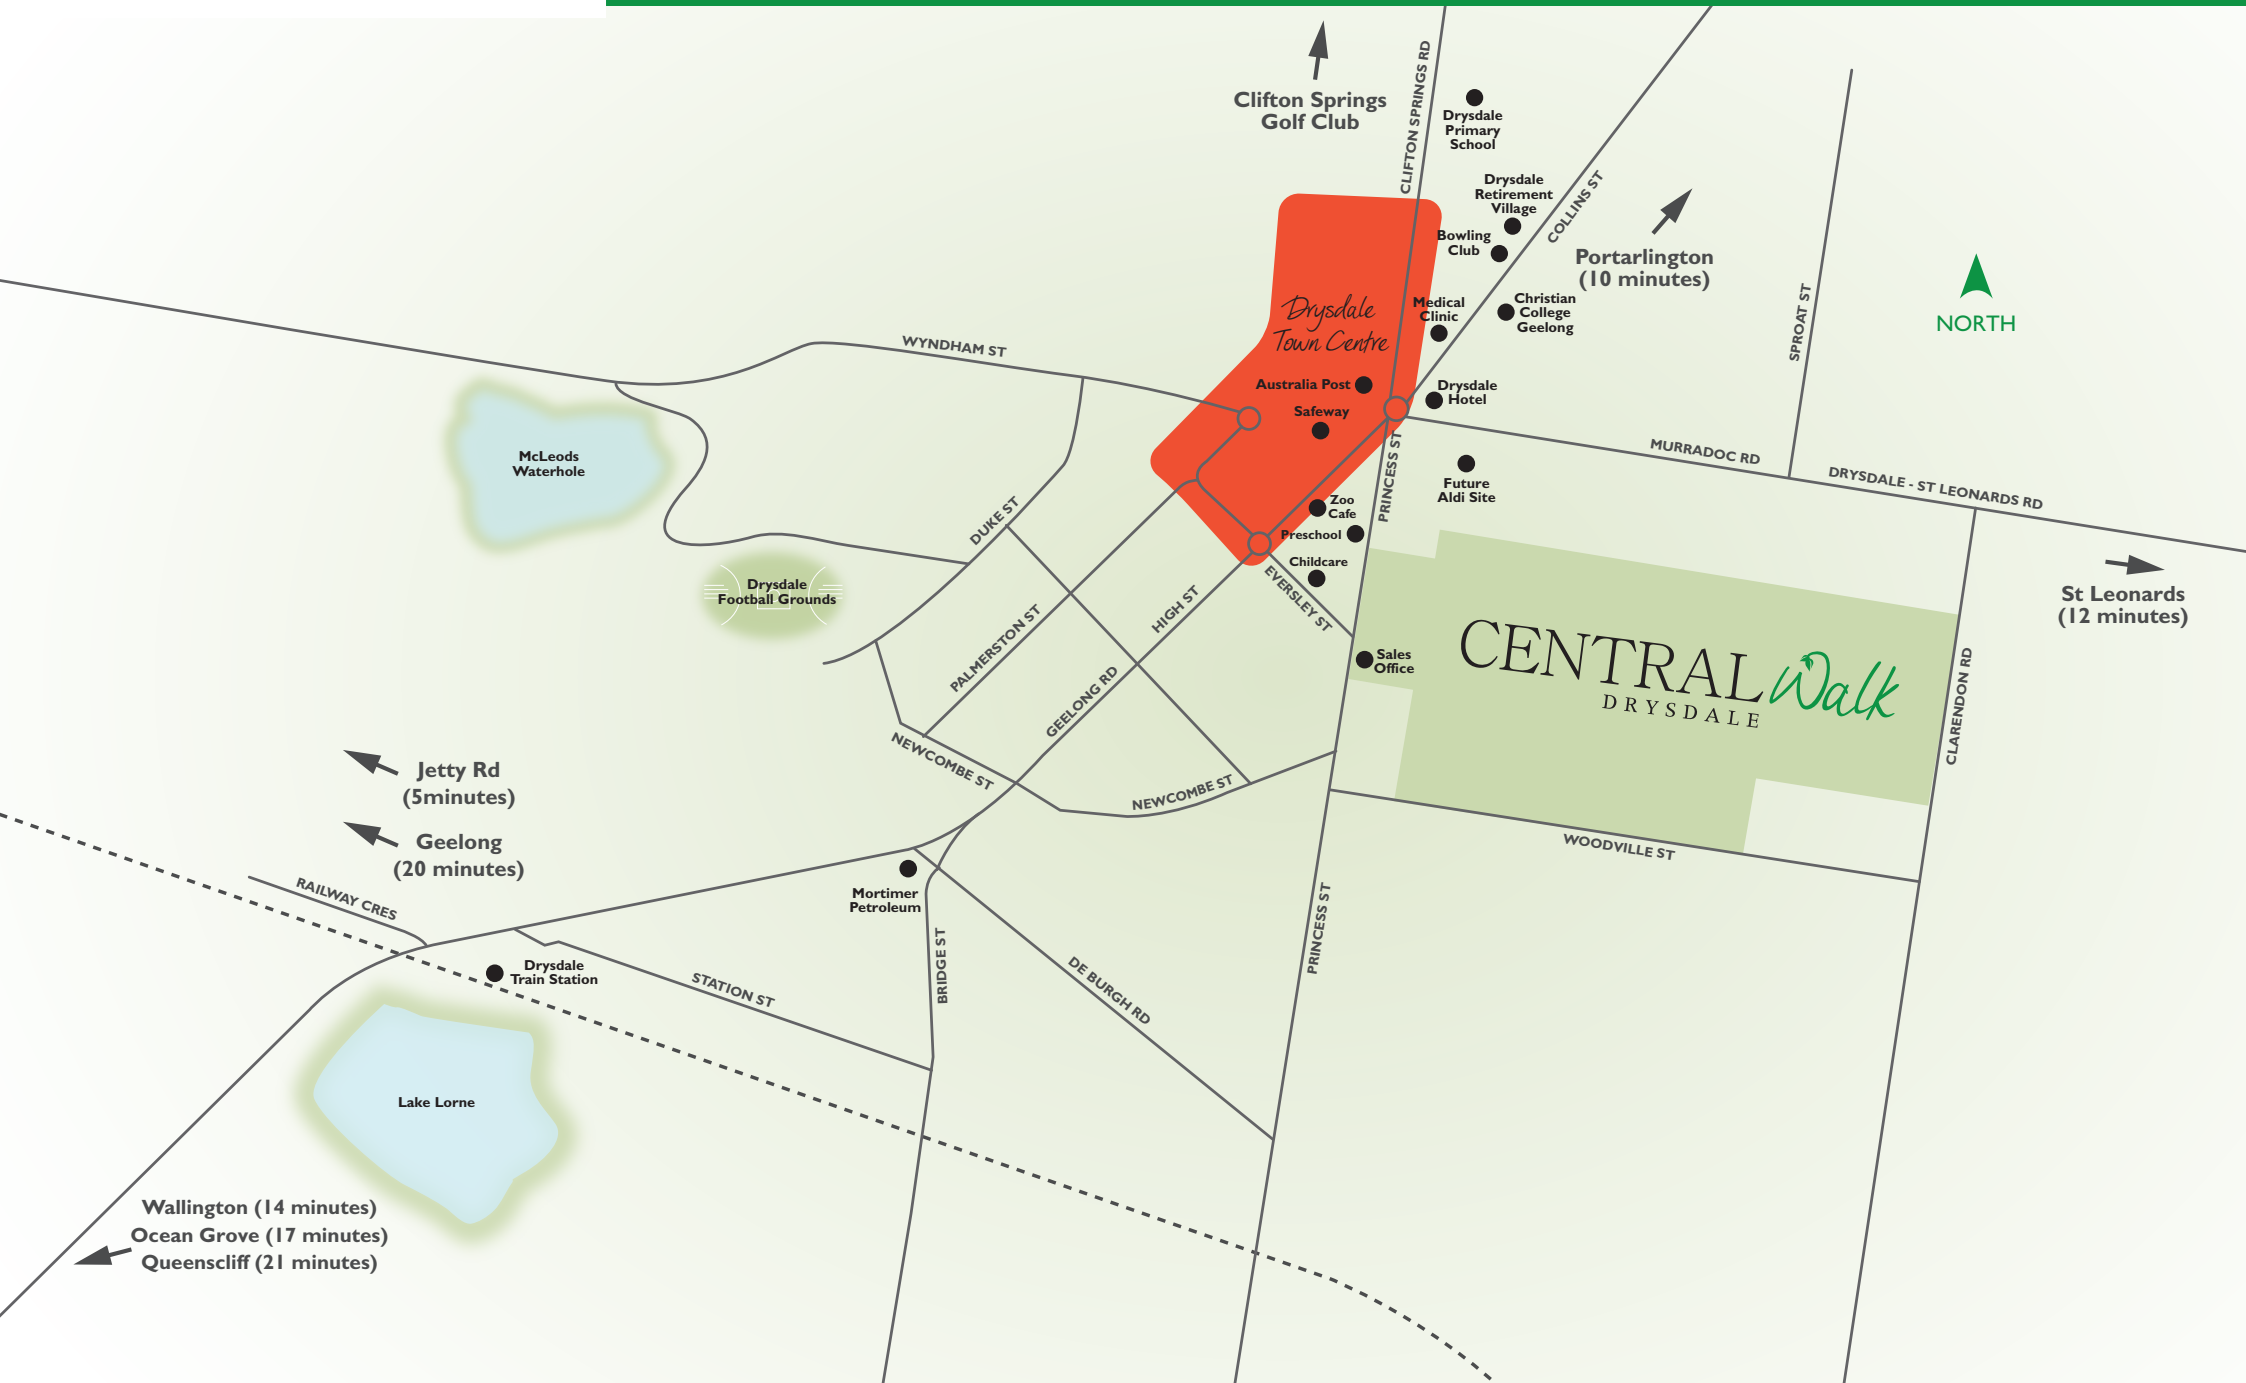 Clifton Springs
Golf Club
CLIFTON SPRINGS RD
Drysdale
Primary
School
Drysdale
Retirement
Village
Bowling
Club
COLLINS ST
Portarlington
(10 minutes)
SPROAT ST
NORTH
Drysdale
Town Centre
Medical
Clinic
Christian
College
Geelong
WYNDHAM ST
Australia Post
Drysdale
Hotel
Safeway
McLeods
Waterhole
PRINCESS ST
MURRADOC RD
DRYSDALE - ST LEONARDS RD
Future
Aldi Site
Zoo
Cafe
Preschool
Childcare
DUKE ST
Drysdale
Football Grounds
EVERSLEY ST
HIGH ST
PALMERSTON ST
St Leonards
(12 minutes)
Sales
Office
CENTRAL Walk
DRYSDALE
CLARENDON RD
GEELONG RD
NEWCOMBE ST
NEWCOMBE ST
Jetty Rd
(5minutes)
Geelong
(20 minutes)
WOODVILLE ST
RAILWAY CRES
Mortimer
Petroleum
PRINCESS ST
Drysdale
Train Station
STATION ST
BRIDGE ST
DE BURGH RD
Lake Lorne
Wallington (14 minutes)
Ocean Grove (17 minutes)
Queenscliff (21 minutes)